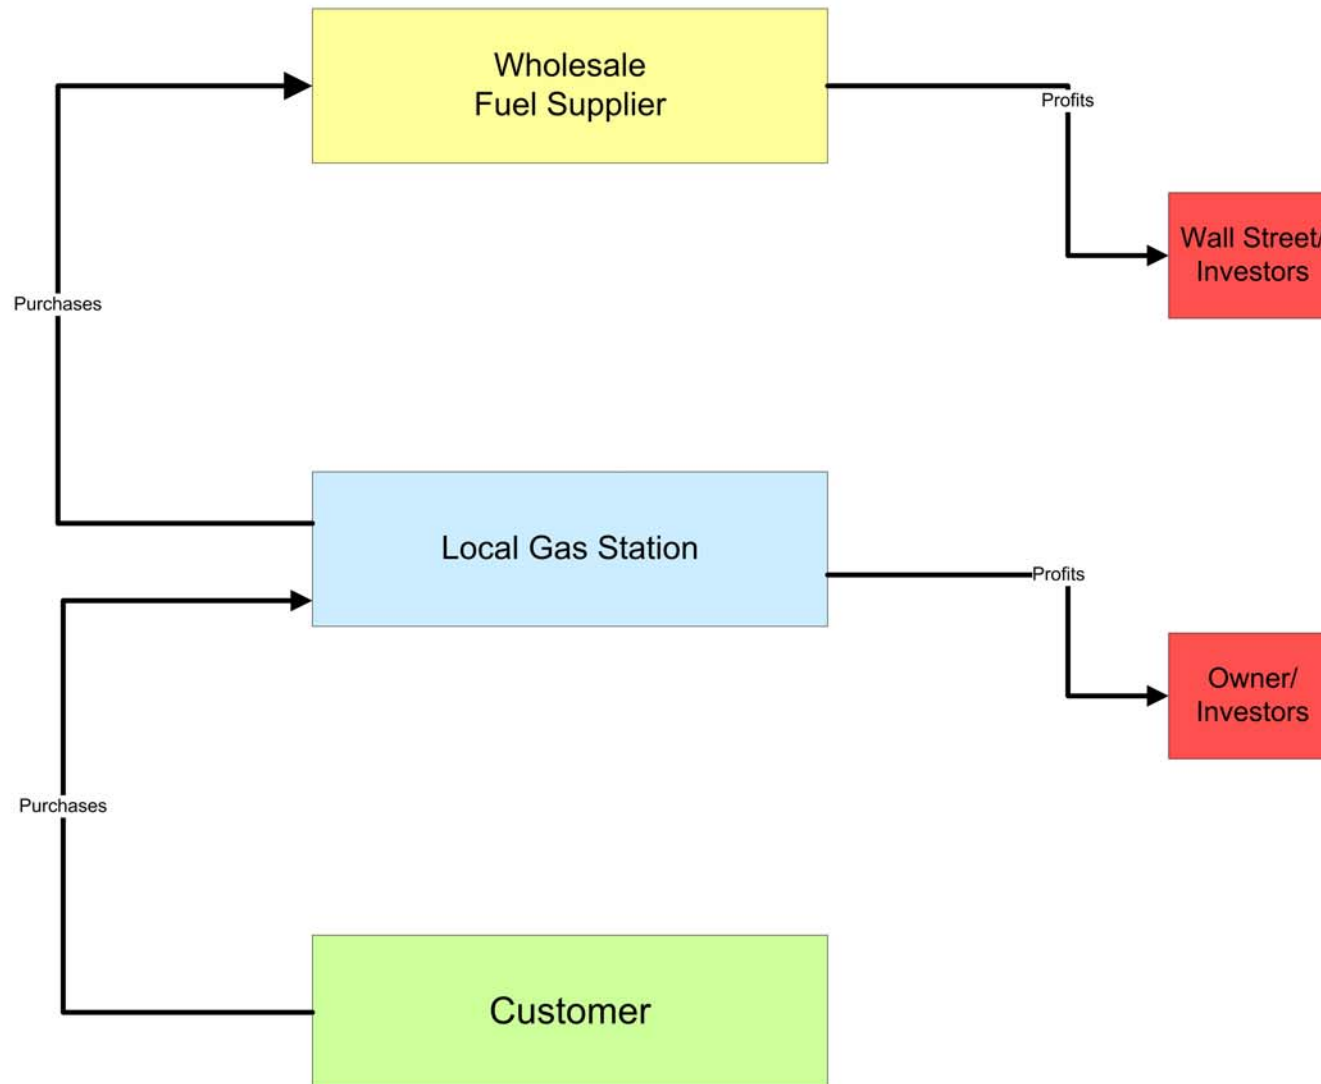 Wholesale
Fuel Supplier
Profits
Wall Street/
Investors
Purchases
Local Gas Station
Profits
Owner/
Investors
Purchases
Customer